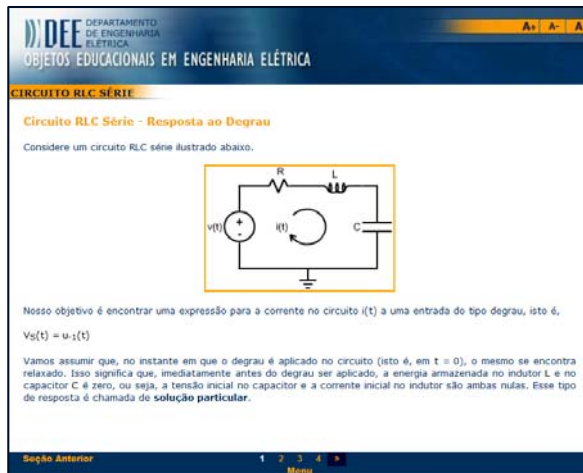 DEE DEPARTAMENTO
DE ENGENHARIA
ELÉTRICA
OBJETOS EDUCACIONAIS EM ENGENHARIA ELÉTRICA
A+ A- A
CIRCUITO RLC SÉRIE
Circuito RLC Série - Resposta ao Degrau
Considere um circuito RLC série ilustrado abaixo.
R
L
v(t)
+
-
i(t)
C
Nosso objetivo é encontrar uma expressão para a corrente no circuito i(t) a uma entrada do tipo degrau, isto é,
VS(t) = u-1(t)
Vamos assumir que, no instante em que o degrau é aplicado no circuito (isto é, em t = 0), o mesmo se encontra
relaxado. Isso significa que, imediatamente antes do degrau ser aplicado, a energia armazenada no indutor L e no
capacitor C é zero, ou seja, a tensão inicial no capacitor e a corrente inicial no indutor são ambas nulas. Esse tipo
de resposta é chamada de solução particular.
Seção Anterior
1 2 3 4 »
Menu